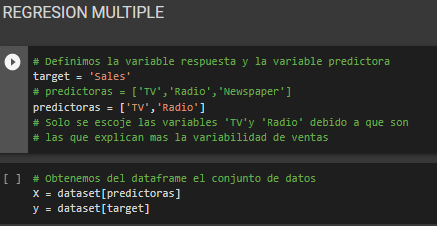 REGRESION MULTIPLE
# Definimos la variable respuesta y la variable predictora
target = 'Sales'
# predictoras = ['TV','Radio','Newspaper']
predictoras = ['TV','Radio']
# Solo se escoje las variables 'TV'y 'Radio' debido a que son
# las que explican mas la variabilidad de ventas
[ ] # Obtenemos del dataframe el conjunto de datos
X = dataset[predictoras]
y = dataset[target]